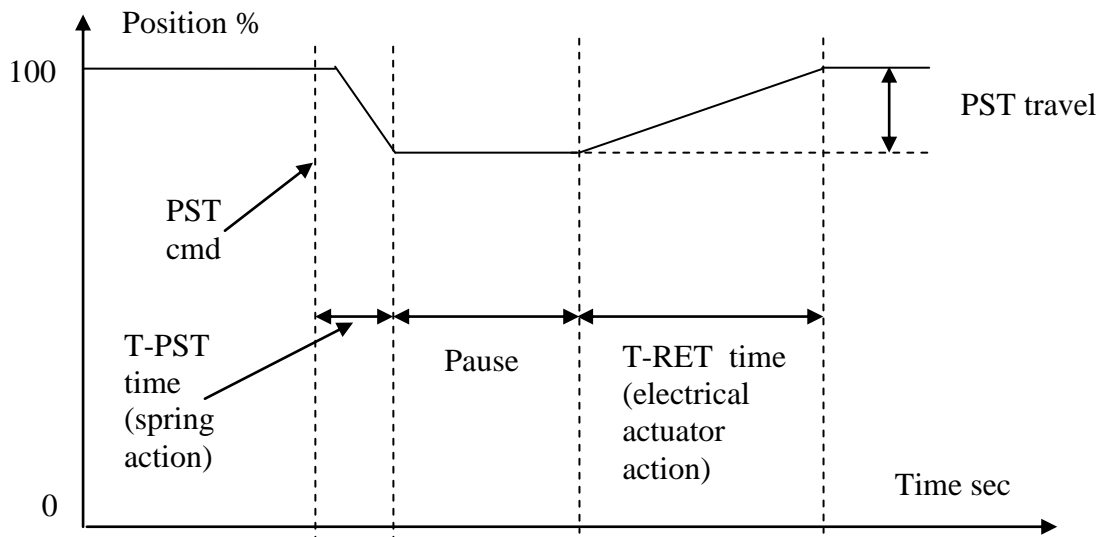 Position %
100
PST travel
PST
cmd
T-PST
time
(spring
action)
Pause
T-RET time
(electrical
actuator
action)
Time sec
0